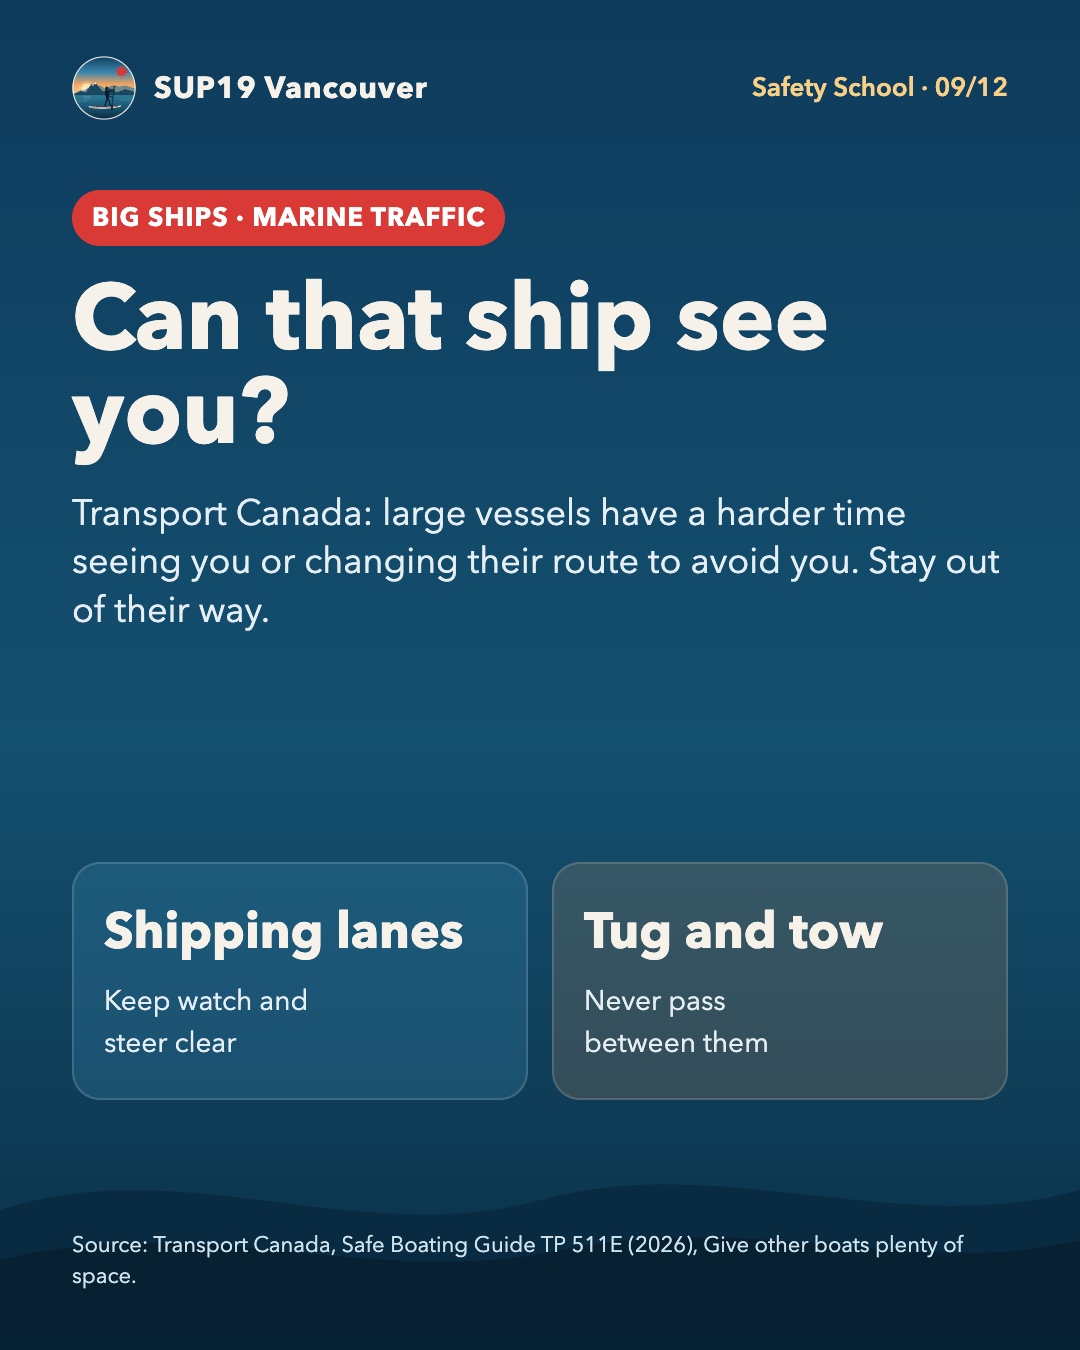 SUP19 Vancouver
Safety School · 09/12
BIG SHIPS · MARINE TRAFFIC
Can that ship see
you?
Transport Canada: large vessels have a harder time
seeing you or changing their route to avoid you. Stay out
of their way.
Shipping lanes
Keep watch and
steer clear
Tug and tow
Never pass
between them
Source: Transport Canada, Safe Boating Guide TP 511E (2026), Give other boats plenty of
space.